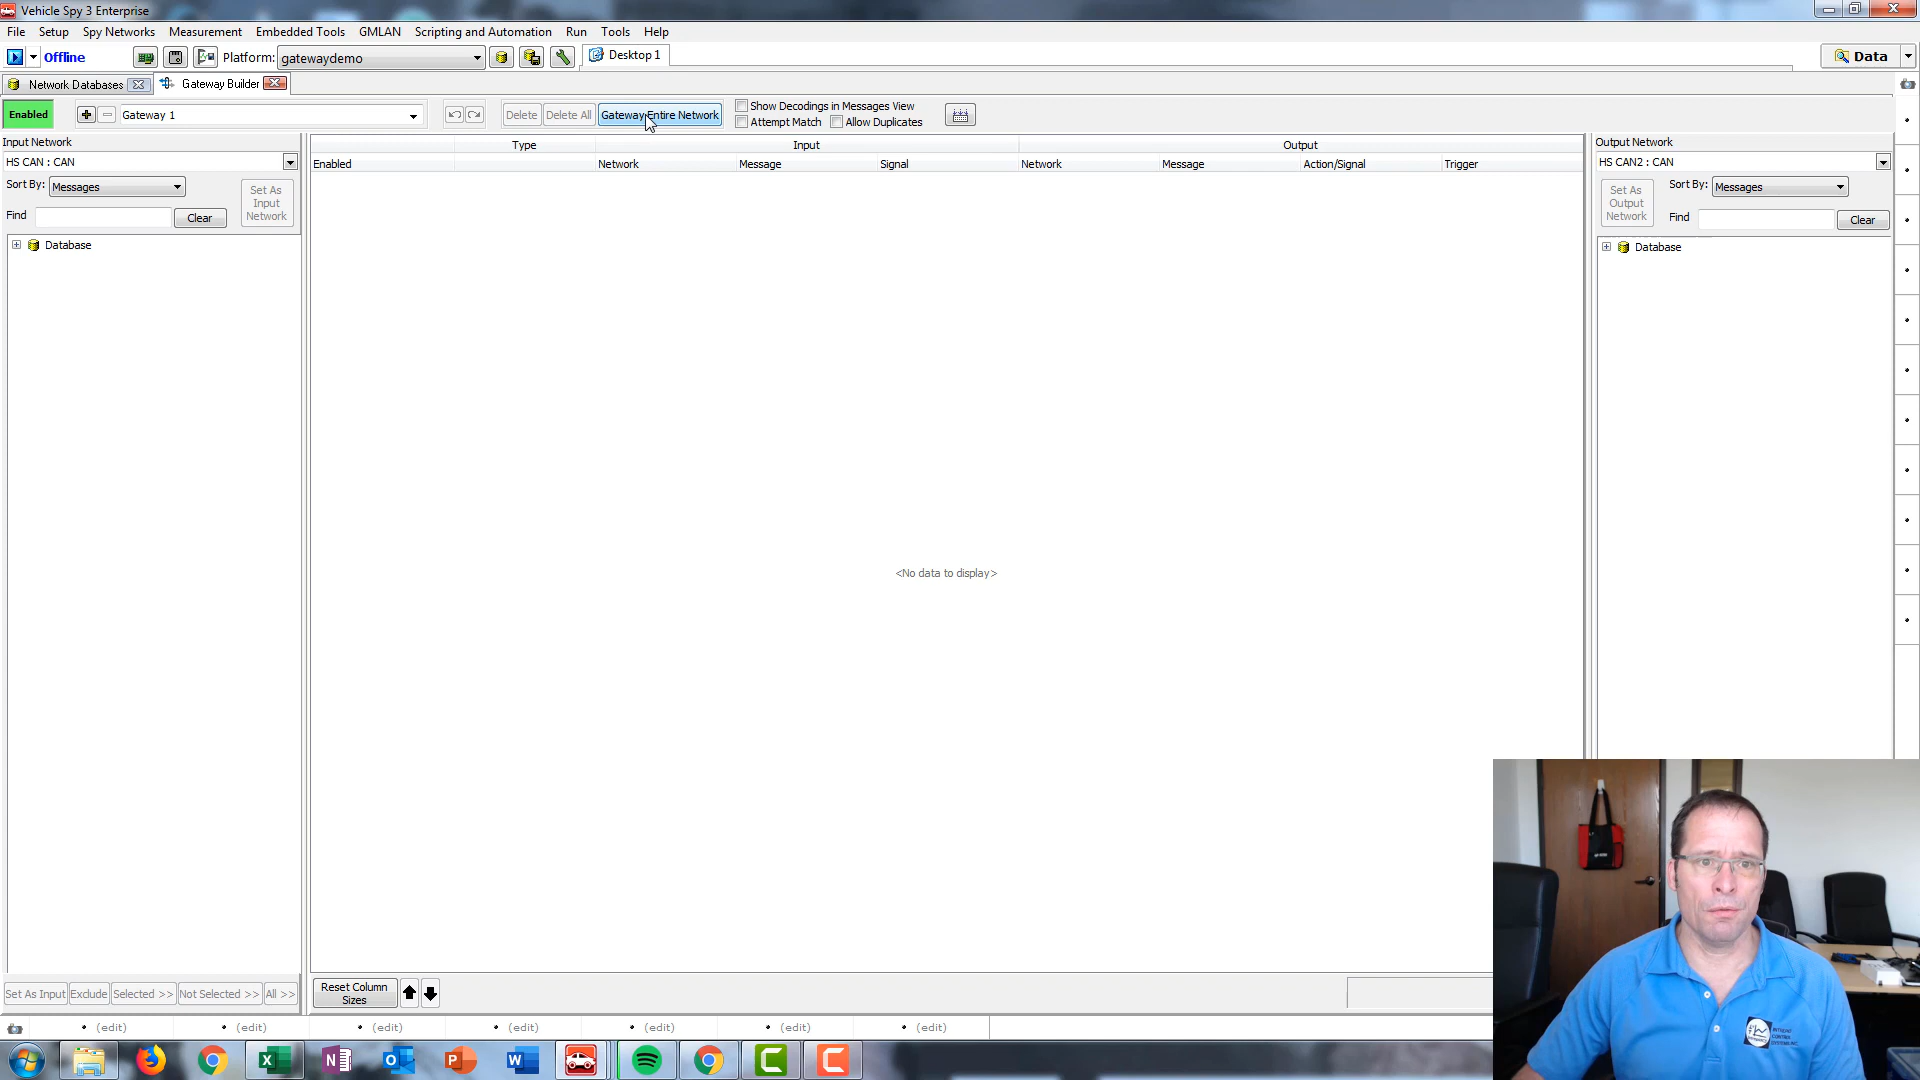 Vehicle Spy 3 Enterprise
File Setup Spy Networks Measurement Embedded Tools GMLAN Scripting and Automation Run Tools Help
Offline Platform: gatewaydemo Desktop 1 Data
Network Databases Gateway Builder
Enabled Gateway 1 Delete Delete All Gateway Entire Network
Show Decodings in Messages View
Attempt Match Allow Duplicates
Input Network
HS CAN : CAN
Sort By: Messages
Set As Input Network
Find Clear
Database
Type Input Output
Enabled Network Message Signal Network Message Action/Signal Trigger
<No data to display>
Output Network
HS CAN2 : CAN
Set As Output Network
Sort By: Messages
Find Clear
Database
Set As Input Exclude Selected >> Not Selected >> All >>
Reset Column Sizes
(edit) (edit) (edit) (edit) (edit) (edit) (edit)